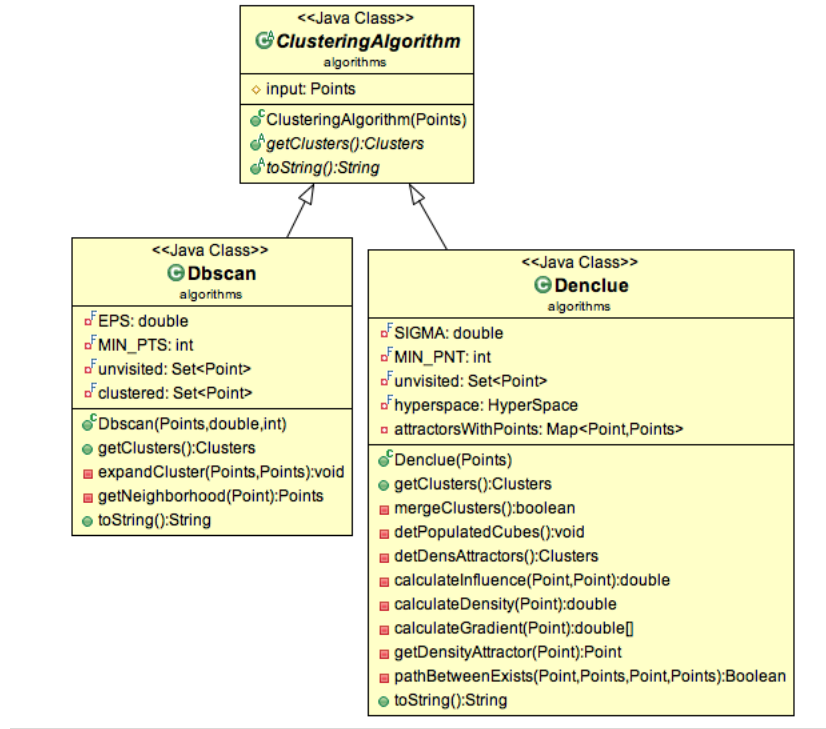 <<Java Class>>
ClusteringAlgorithm
algorithms
input: Points
ClusteringAlgorithm(Points)
getClusters():Clusters
toString():String
<<Java Class>>
Dbscan
algorithms
EPS: double
MIN_PTS: int
unvisited: Set<Point>
clustered: Set<Point>
Dbscan(Points,double,int)
getClusters():Clusters
expandCluster(Points,Points):void
getNeighborhood(Point):Points
toString():String
<<Java Class>>
Denclue
algorithms
SIGMA: double
MIN_PNT: int
unvisited: Set<Point>
hyperspace: HyperSpace
attractorsWithPoints: Map<Point,Points>
Denclue(Points)
getClusters():Clusters
mergeClusters():boolean
detPopulatedCubes():void
detDensAttractors():Clusters
calculateInfluence(Point,Point):double
calculateDensity(Point):double
calculateGradient(Point):double[]
getDensityAttractor(Point):Point
pathBetweenExists(Point,Points,Point,Points):Boolean
toString():String